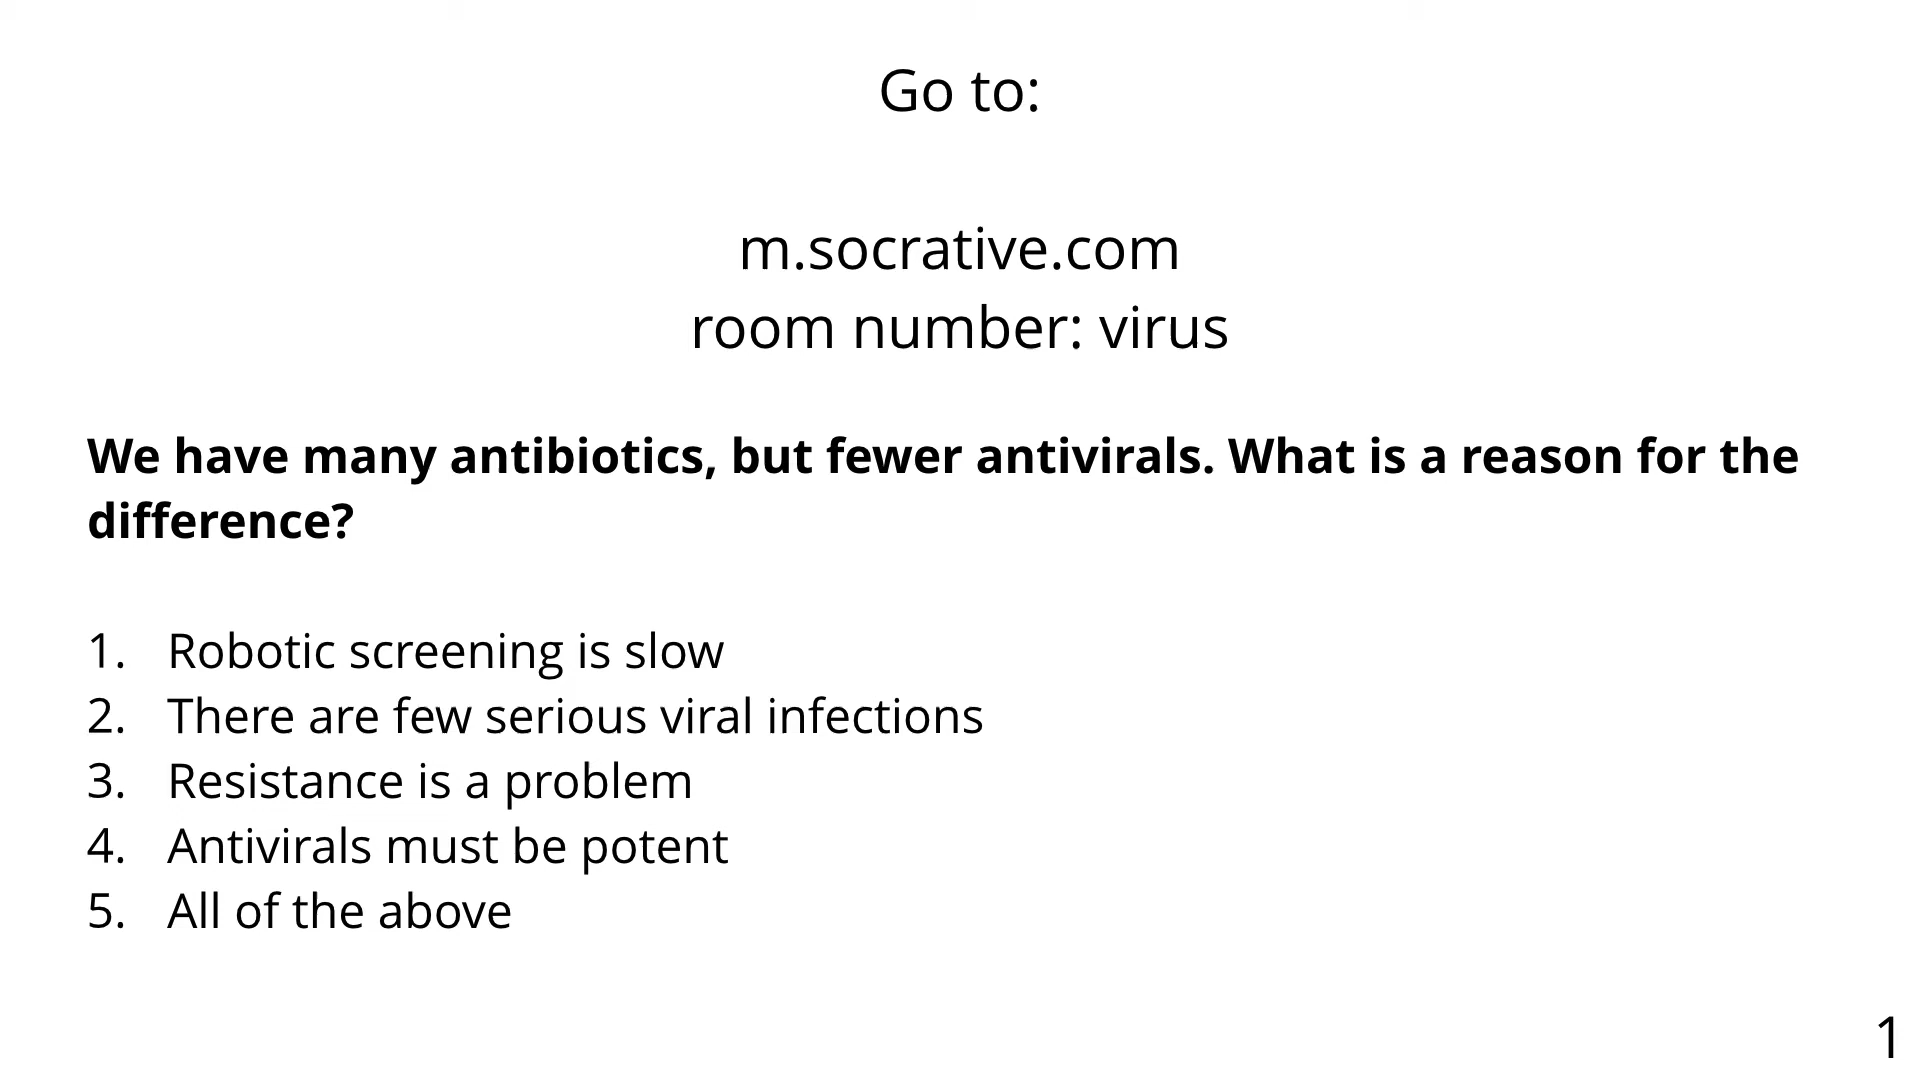 Go to:
m.socrative.com
room number: virus
We have many antibiotics, but fewer antivirals. What is a reason for the
difference?
1. Robotic screening is slow
2. There are few serious viral infections
3. Resistance is a problem
4. Antivirals must be potent
5. All of the above
1